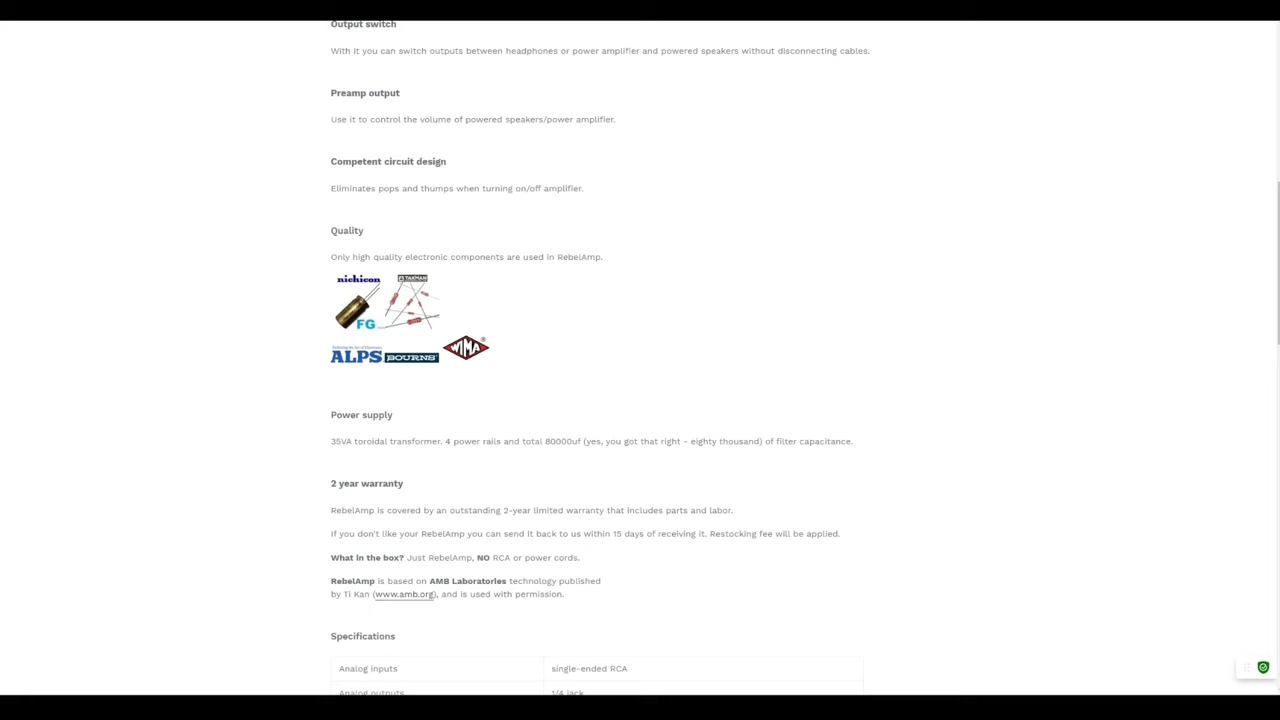 Output switch
With it you can switch outputs between headphones or power amplifier and powered speakers without disconnecting cables.
Preamp output
Use it to control the volume of powered speakers/power amplifier.
Competent circuit design
Eliminates pops and thumps when turning on/off amplifier.
Quality
Only high quality electronic components are used in RebelAmp.
nichicon
TAKMAN
FG
ALPS
BOURNS
WIMA
Power supply
35VA toroidal transformer. 4 power rails and total 80000uf (yes, you got that right - eighty thousand) of filter capacitance.
2 year warranty
RebelAmp is covered by an outstanding 2-year limited warranty that includes parts and labor.
If you don't like your RebelAmp you can send it back to us within 15 days of receiving it. Restocking fee will be applied.
What in the box? Just RebelAmp, NO RCA or power cords.
RebelAmp is based on AMB Laboratories technology published
by Ti Kan (www.amb.org), and is used with permission.
Specifications
Analog inputs single-ended RCA
Analog outputs 1/4 jack